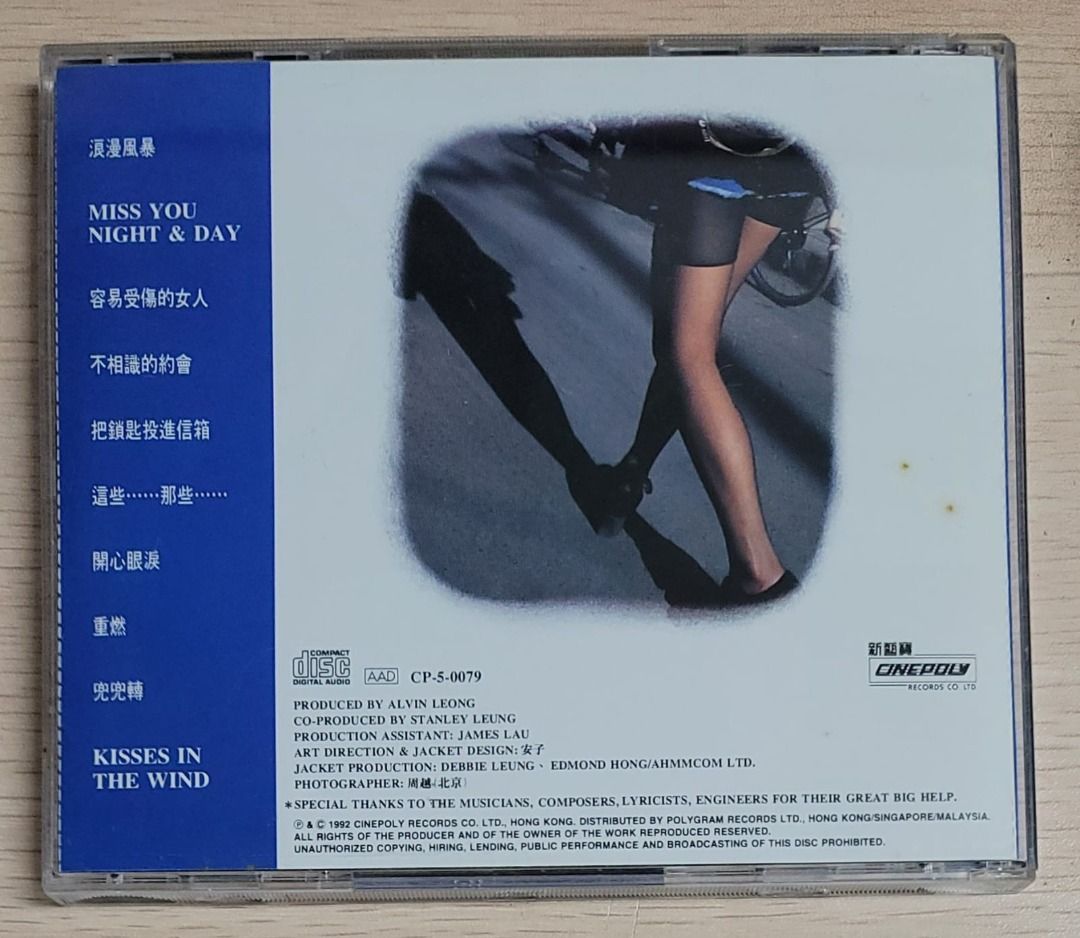 浪漫風暴
MISS YOU
NIGHT & DAY
容易受傷的女人
不相識的約會
把鎖匙投進信箱
這些……那些……
開心眼淚
重燃
兜兜轉
KISSES IN
THE WIND
COMPACT
disc
DIGITAL AUDIO
AAD
CP-5-0079
新藝寶
CINEPOLY
RECORDS CO. LTD
PRODUCED BY ALVIN LEONG
CO-PRODUCED BY STANLEY LEUNG
PRODUCTION ASSISTANT: JAMES LAU
ART DIRECTION & JACKET DESIGN: 安子
JACKET PRODUCTION: DEBBIE LEUNG、EDMOND HONG/AHMMCOM LTD.
PHOTOGRAPHER: 周越(北京)
*SPECIAL THANKS TO THE MUSICIANS, COMPOSERS, LYRICISTS, ENGINEERS FOR THEIR GREAT BIG HELP.
℗ & © 1992 CINEPOLY RECORDS CO. LTD., HONG KONG. DISTRIBUTED BY POLYGRAM RECORDS LTD., HONG KONG/SINGAPORE/MALAYSIA.
ALL RIGHTS OF THE PRODUCER AND OF THE OWNER OF THE WORK REPRODUCED RESERVED.
UNAUTHORIZED COPYING, HIRING, LENDING, PUBLIC PERFORMANCE AND BROADCASTING OF THIS DISC PROHIBITED.